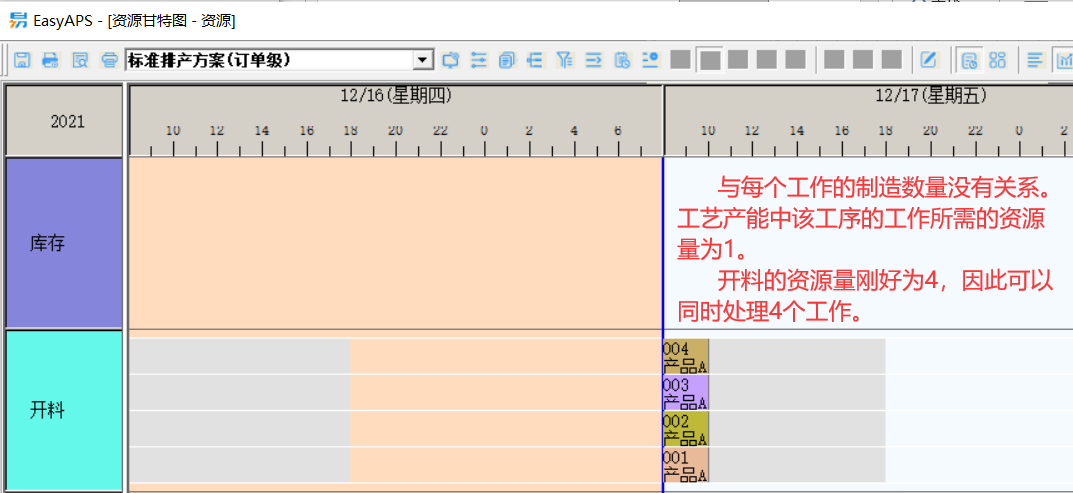 EasyAPS - [资源甘特图 - 资源]
标准排产方案(订单级)
2021
12/16(星期四)
12/17(星期五)
10 12 14 16 18 20 22 0 2 4 6
10 12 14 16 18 20 22 0 2
库存
与每个工作的制造数量没有关系。
工艺产能中该工序的工作所需的资源
量为1。
开料的资源量刚好为4，因此可以
同时处理4个工作。
开料
004
产品A
003
产品A
002
产品A
001
产品A